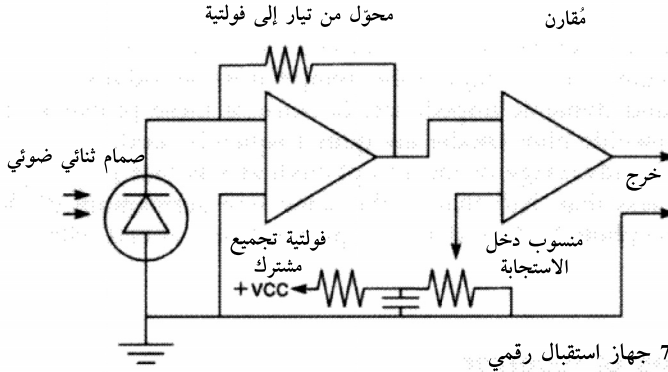 محوّل من تيار إلى فولتية
مُقارن
صمام ثنائي ضوئي
خرج
فولتية تجميع
مشترك
+VCC
منسوب دخل
الاستجابة
7 جهاز استقبال رقمي